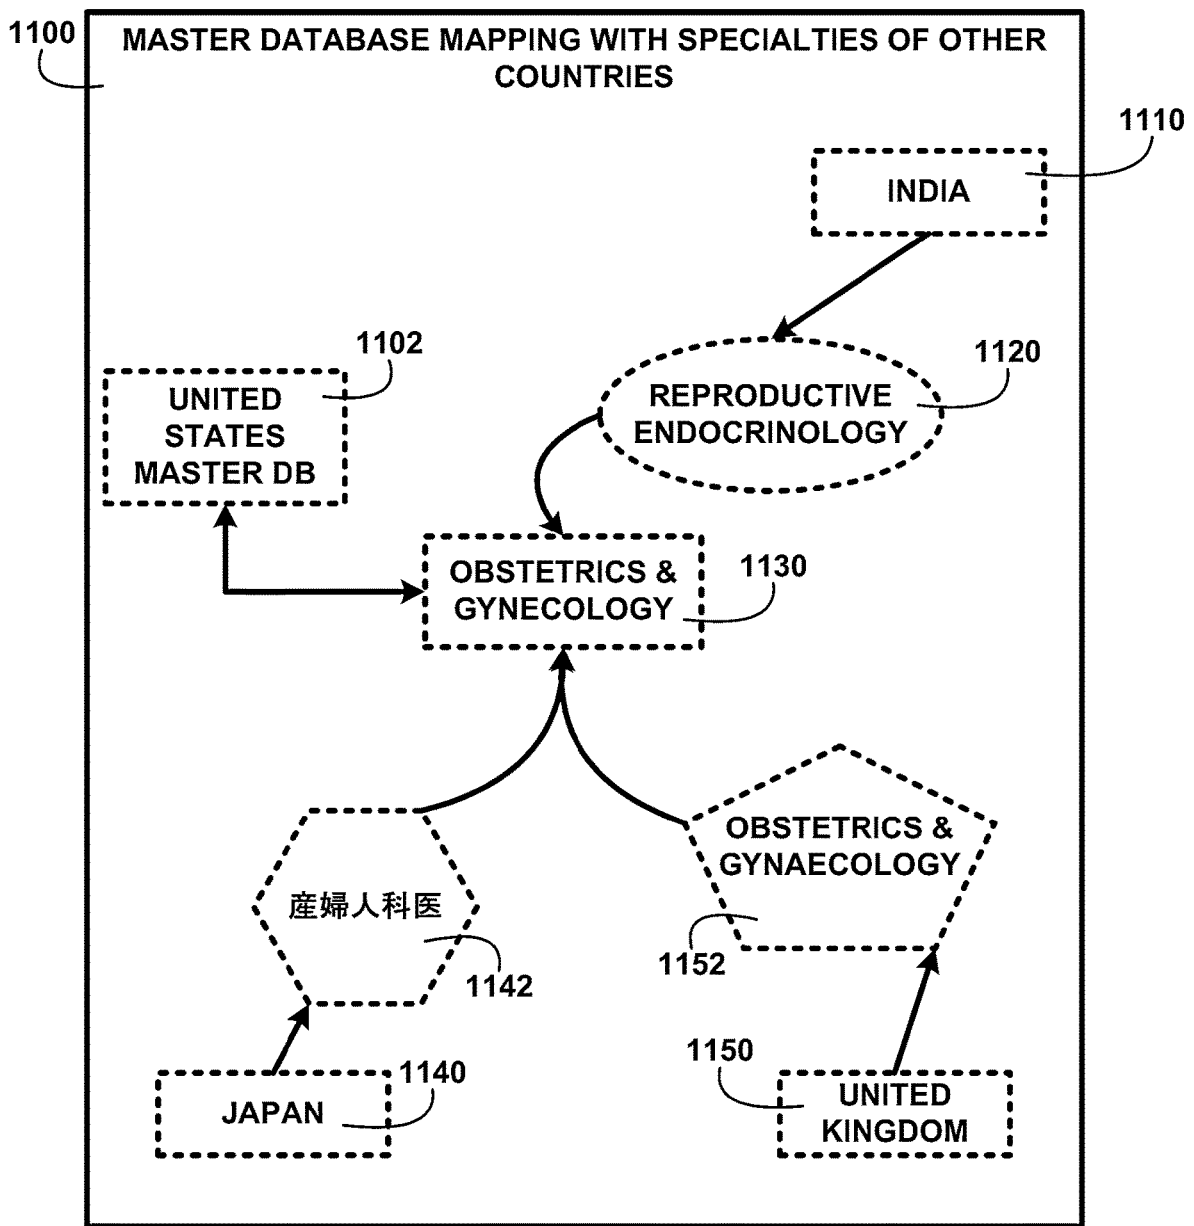 1100
MASTER DATABASE MAPPING WITH SPECIALTIES OF OTHER
COUNTRIES
1110
INDIA
1102
UNITED
STATES
MASTER DB
1120
REPRODUCTIVE
ENDOCRINOLOGY
OBSTETRICS &
GYNECOLOGY
1130
産婦人科医
1142
OBSTETRICS &
GYNAECOLOGY
1152
1140
JAPAN
1150
UNITED
KINGDOM